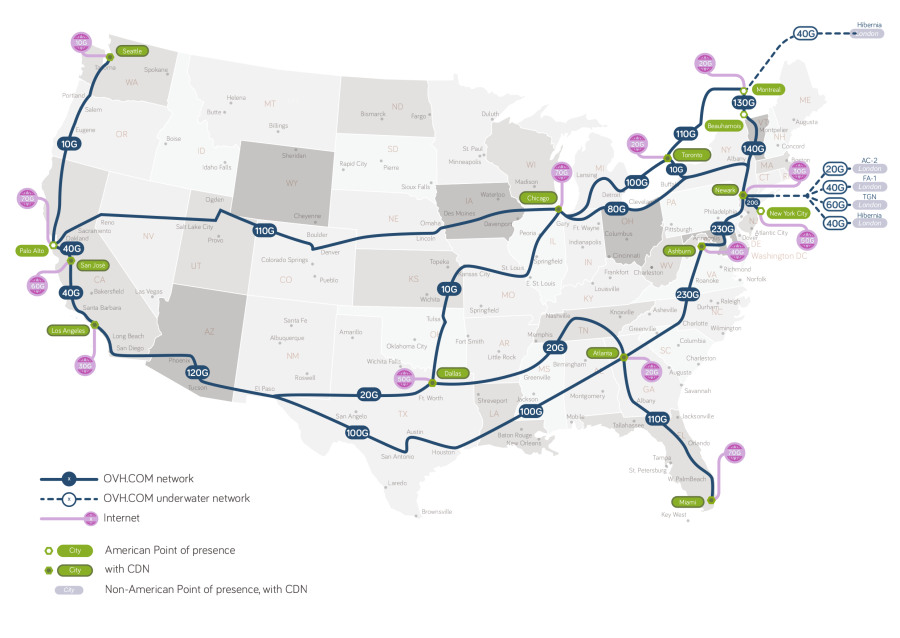 Hibernia
40G
London
10G
Seattle
Tacoma
Spokane
WA
Portland
Salem
Eugene
OR
10G
Helena
Butte
MT
Billings
Boise
ID
Idaho Falls
Sheridan
WY
Cheyenne
Bismarck
ND
Fargo
Duluth
Rapid City
SD
Pierre
Sioux Falls
St. Paul
Minneapolis
WI
Madison
Lansing
20G
Montreal
130G
Beauharnois
ME
Augusta
Montpelier
NH
Concord
140G
NY
Albany
MA
CT
Boston
110G
20G
Toronto
10G
Buffalo
100G
Detroit
Cleveland
80G
70G
Chicago
Waterloo
IA
Des Moines
Davenport
Omaha
NE
Lincoln
Peoria
IL
Springfield
Ft. Wayne
Indianapolis
IN
OH
Columbus
Cincinnati
PA
Pittsburgh
Philadelphia
30G
Newark
20G
New York City
50G
AC-2
20G
London
FA-1
40G
London
TGN
60G
London
Hibernia
40G
London
NJ
Atlantic City
Dover
DE
Washington DC
Annapolis
230G
Ashburn
40G
70G
Palo Alto
Sacramento
Oakland
40G
San José
60G
40G
Reno
NV
CA
Bakersfield
Santa Barbara
Las Vegas
Los Angeles
30G
Long Beach
San Diego
Ogden
Salt Lake City
Provo
UT
110G
Boulder
Denver
Colorado Springs
CO
Pueblo
Topeka
Kansas City
KS
Wichita
St. Louis
E. St. Louis
MO
Springfield
10G
Tulsa
Frankfort
Louisville
KY
Charleston
WV
Richmond
Norfolk
VA
Roanoke
230G
Durham
Raleigh
NC
Asheville
Charlotte
Wilmington
Knoxville
Nashville
TN
Memphis
Greenville
Columbia
SC
Charleston
AZ
Phoenix
120G
Tucson
Santa Fe
Albuquerque
NM
Roswell
El Paso
Amarillo
Oklahoma City
Wichita Falls
Fort Smith
AR
Little Rock
50G
Dallas
Ft. Worth
20G
20G
Birmingham
MS
Greenville
Atlanta
20G
Augusta
GA
Albany
Savannah
Shreveport
Jackson
Montgomery
LA
100G
Mobile
Baton Rouge
New Orleans
Tallahassee
110G
Jacksonville
FL
Orlando
Tampa
St. Petersburg
W. Palm Beach
70G
Miami
Key West
San Angelo
TX
100G
Austin
San Antonio
Houston
Laredo
Brownsville
OVH.COM network
OVH.COM underwater network
Internet
City
American Point of presence
City
with CDN
City
Non-American Point of presence, with CDN